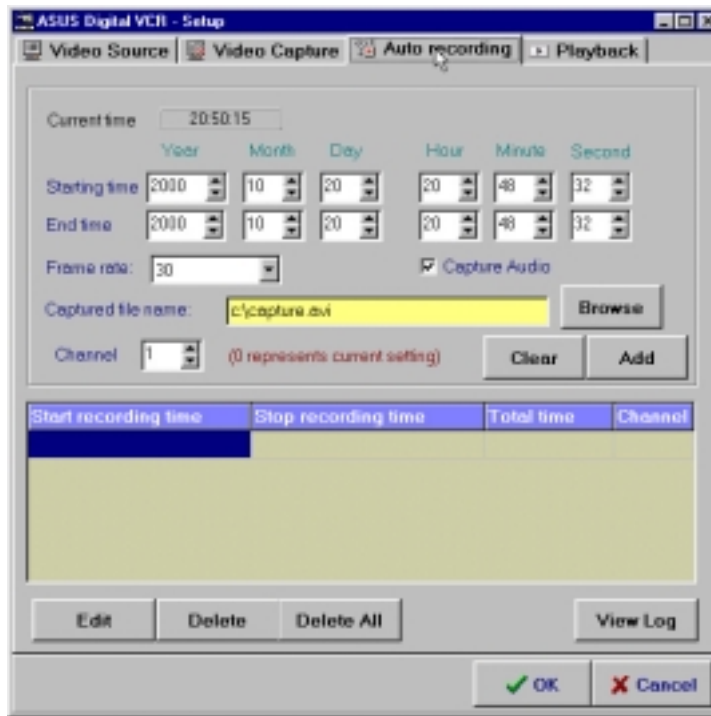 ASUS Digital VCR - Setup
Video Source Video Capture Auto recording Playback
Current time 20:50:15
Year Month Day Hour Minute Second
Starting time 2000 10 20 20 48 32
End time 2000 10 20 20 48 32
Frame rate: 30 Capture Audio
Captured file name: c:\capture.avi Browse
Channel 1 (0 represents current setting) Clear Add
Start recording time Stop recording time Total time Channel
Edit Delete Delete All View Log
OK Cancel